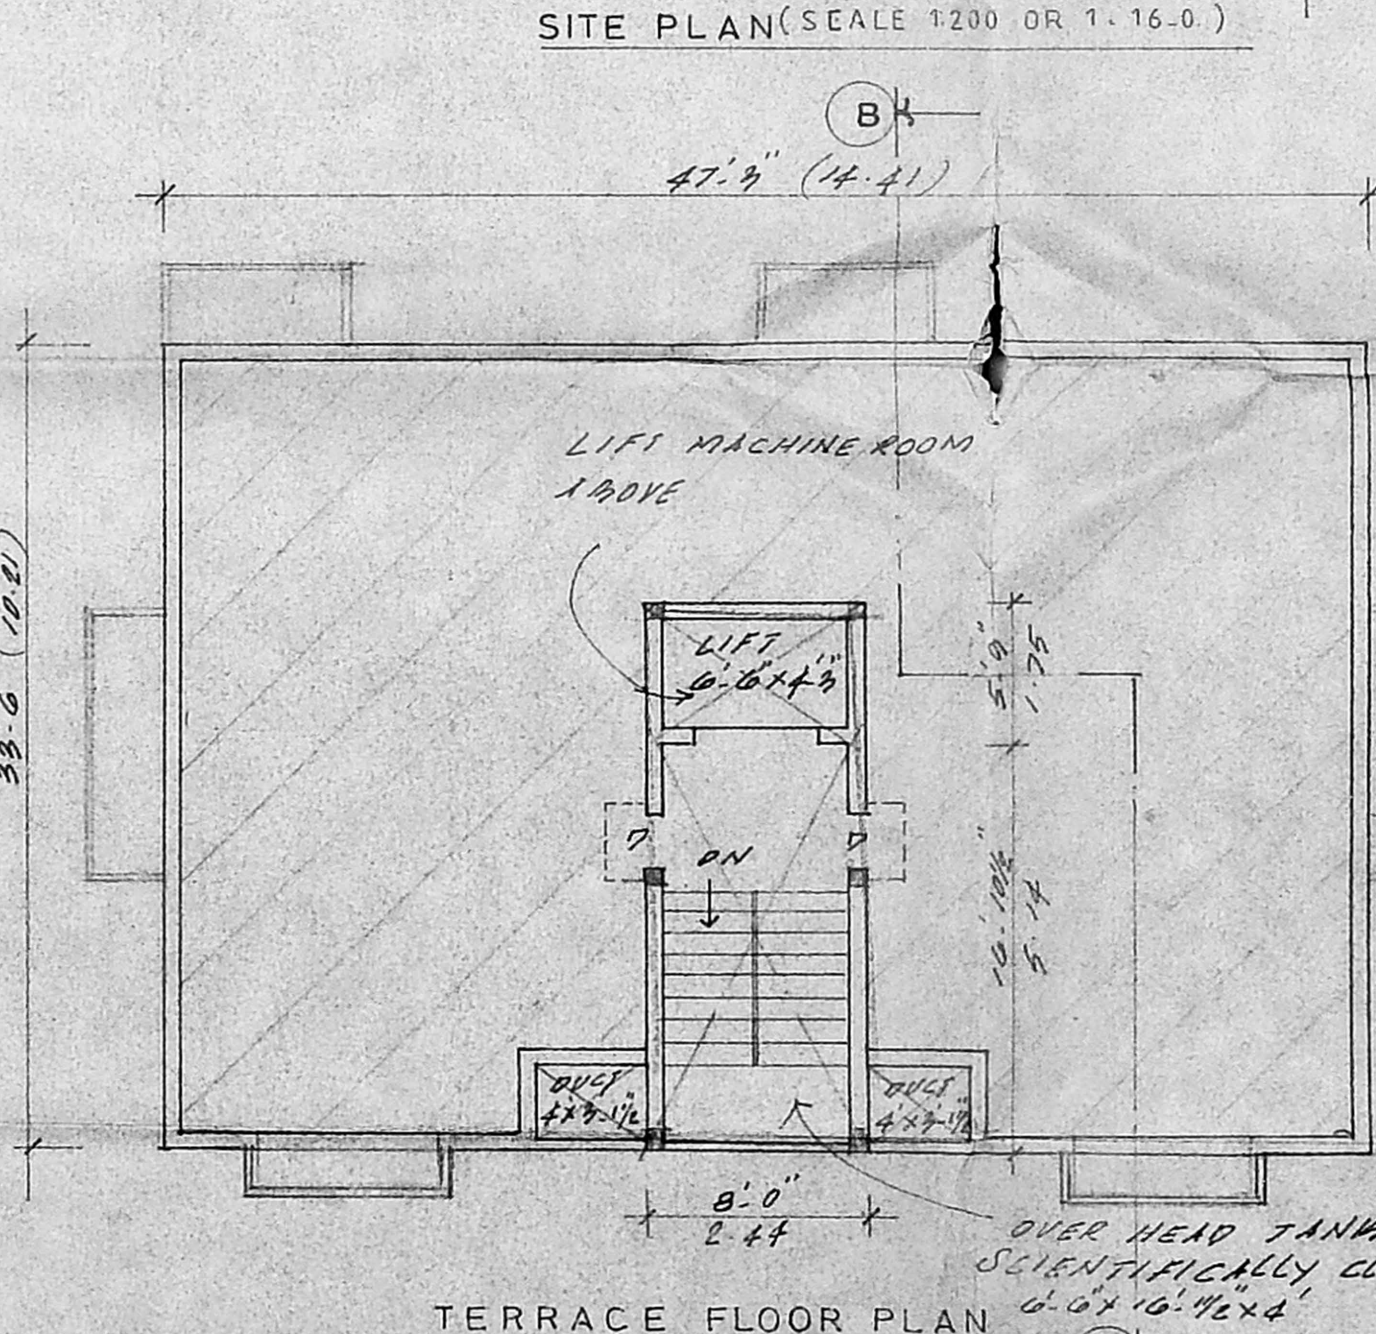 SITE PLAN (SCALE 1:200 OR 1:16-0.)
B
47'-3" (14.41)
33-6 (10.21)
LIFT MACHINE ROOM
ABOVE
LIFT
6'-6"x4'-3"
5'-9"
1.75
D
D
DN
16'-10½"
5.14
DUCT
4'x3'-1½"
DUCT
4'x3'-1½"
8'-0"
2.44
OVER HEAD TANK
SCIENTIFICALLY CL
6'-6"x16'-1½"x4'
TERRACE FLOOR PLAN